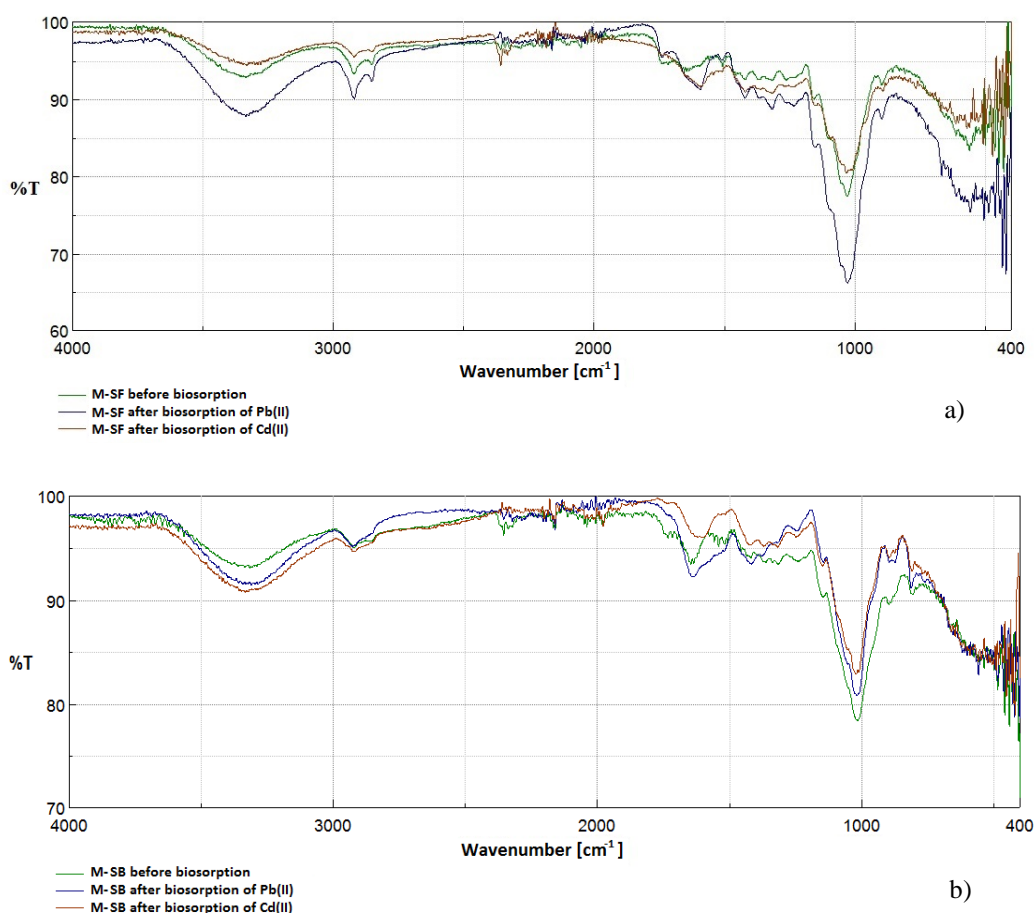 100
90
80
%T
70
60
4000 3000 2000 1000 400
Wavenumber [cm-1 ]
M-SF before biosorption
M-SF after biosorption of Pb(II)
M-SF after biosorption of Cd(II)
a)
100
90
%T
80
70
4000 3000 2000 1000 400
Wavenumber [cm-1 ]
M-SB before biosorption
M-SB after biosorption of Pb(II)
M-SB after biosorption of Cd(II)
b)